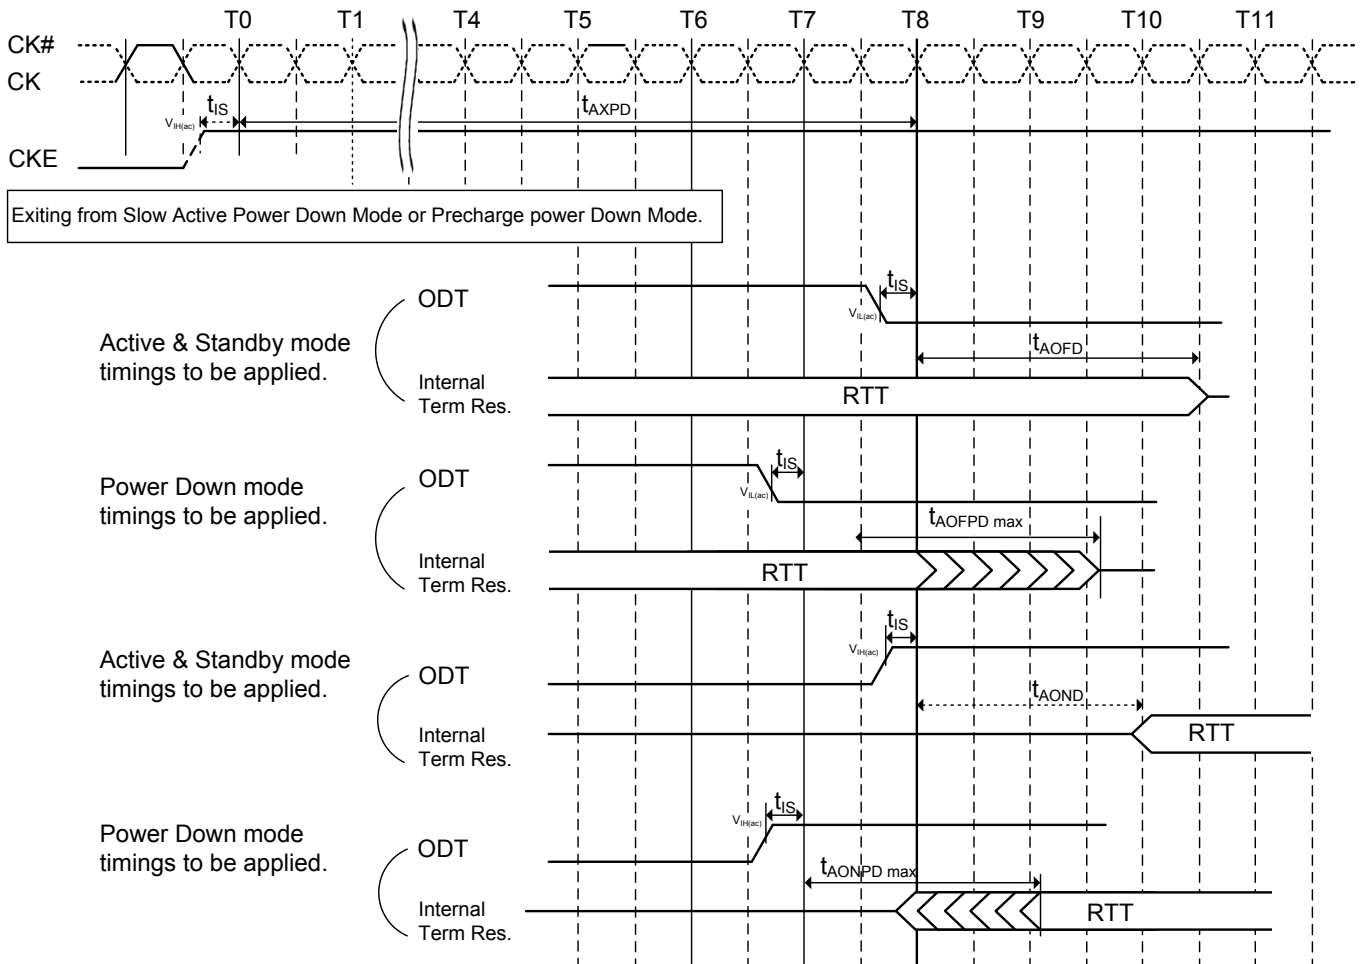 T0 T1 T4 T5 T6 T7 T8 T9 T10 T11
CK#
CK
tIS
tAXPD
VIH(ac)
CKE
Exiting from Slow Active Power Down Mode or Precharge power Down Mode.
ODT
tIS
VIL(ac)
Active & Standby mode
timings to be applied.
tAOFD
Internal
Term Res.
RTT
ODT
tIS
VIL(ac)
Power Down mode
timings to be applied.
tAOFPD max
Internal
Term Res.
RTT
tIS
VIH(ac)
Active & Standby mode
timings to be applied.
ODT
tAOND
Internal
Term Res.
RTT
tIS
VIH(ac)
Power Down mode
timings to be applied.
ODT
tAONPD max
Internal
Term Res.
RTT